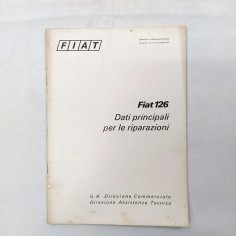 FIAT
Fiat 126
Dati principali
per le riparazioni
Direzione Commerciale
Direzione Assistenza Tecnica